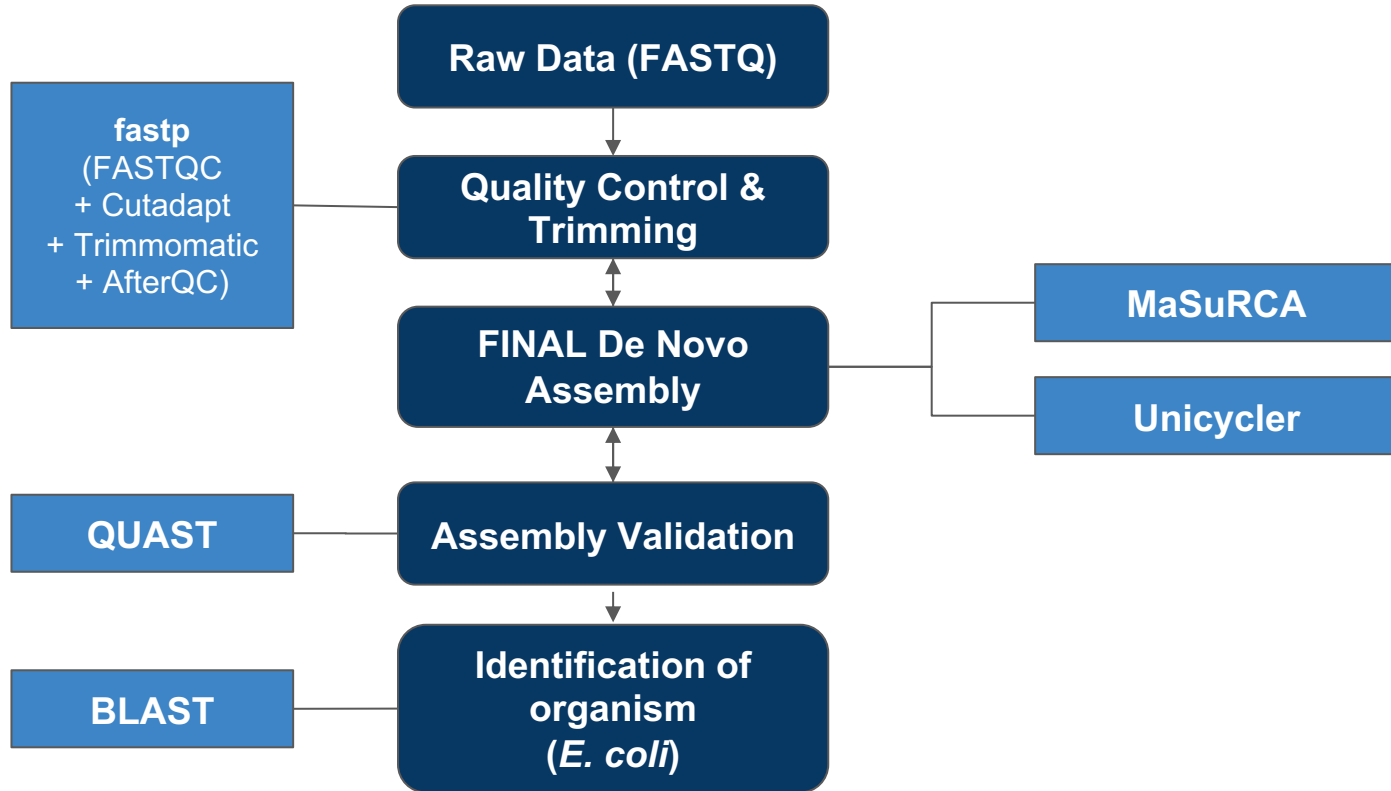 Raw Data (FASTQ)
fastp
(FASTQC
+ Cutadapt
+ Trimmomatic
+ AfterQC)
Quality Control &
Trimming
FINAL De Novo
Assembly
MaSuRCA
Unicycler
QUAST
Assembly Validation
BLAST
Identification of
organism
(E. coli)